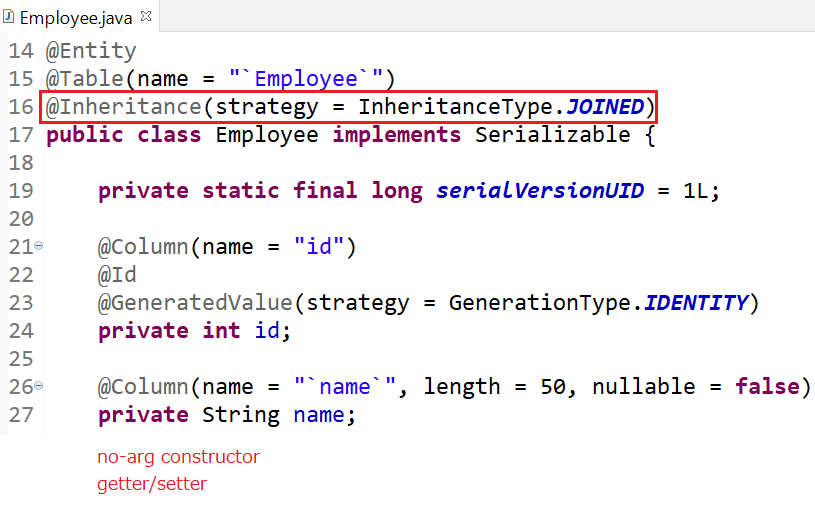 Employee.java
14 @Entity
15 @Table(name = "`Employee`")
16 @Inheritance(strategy = InheritanceType.JOINED)
17 public class Employee implements Serializable {
18
19 private static final long serialVersionUID = 1L;
20
21 @Column(name = "id")
22 @Id
23 @GeneratedValue(strategy = GenerationType.IDENTITY)
24 private int id;
25
26 @Column(name = "`name`", length = 50, nullable = false)
27 private String name;
no-arg constructor
getter/setter